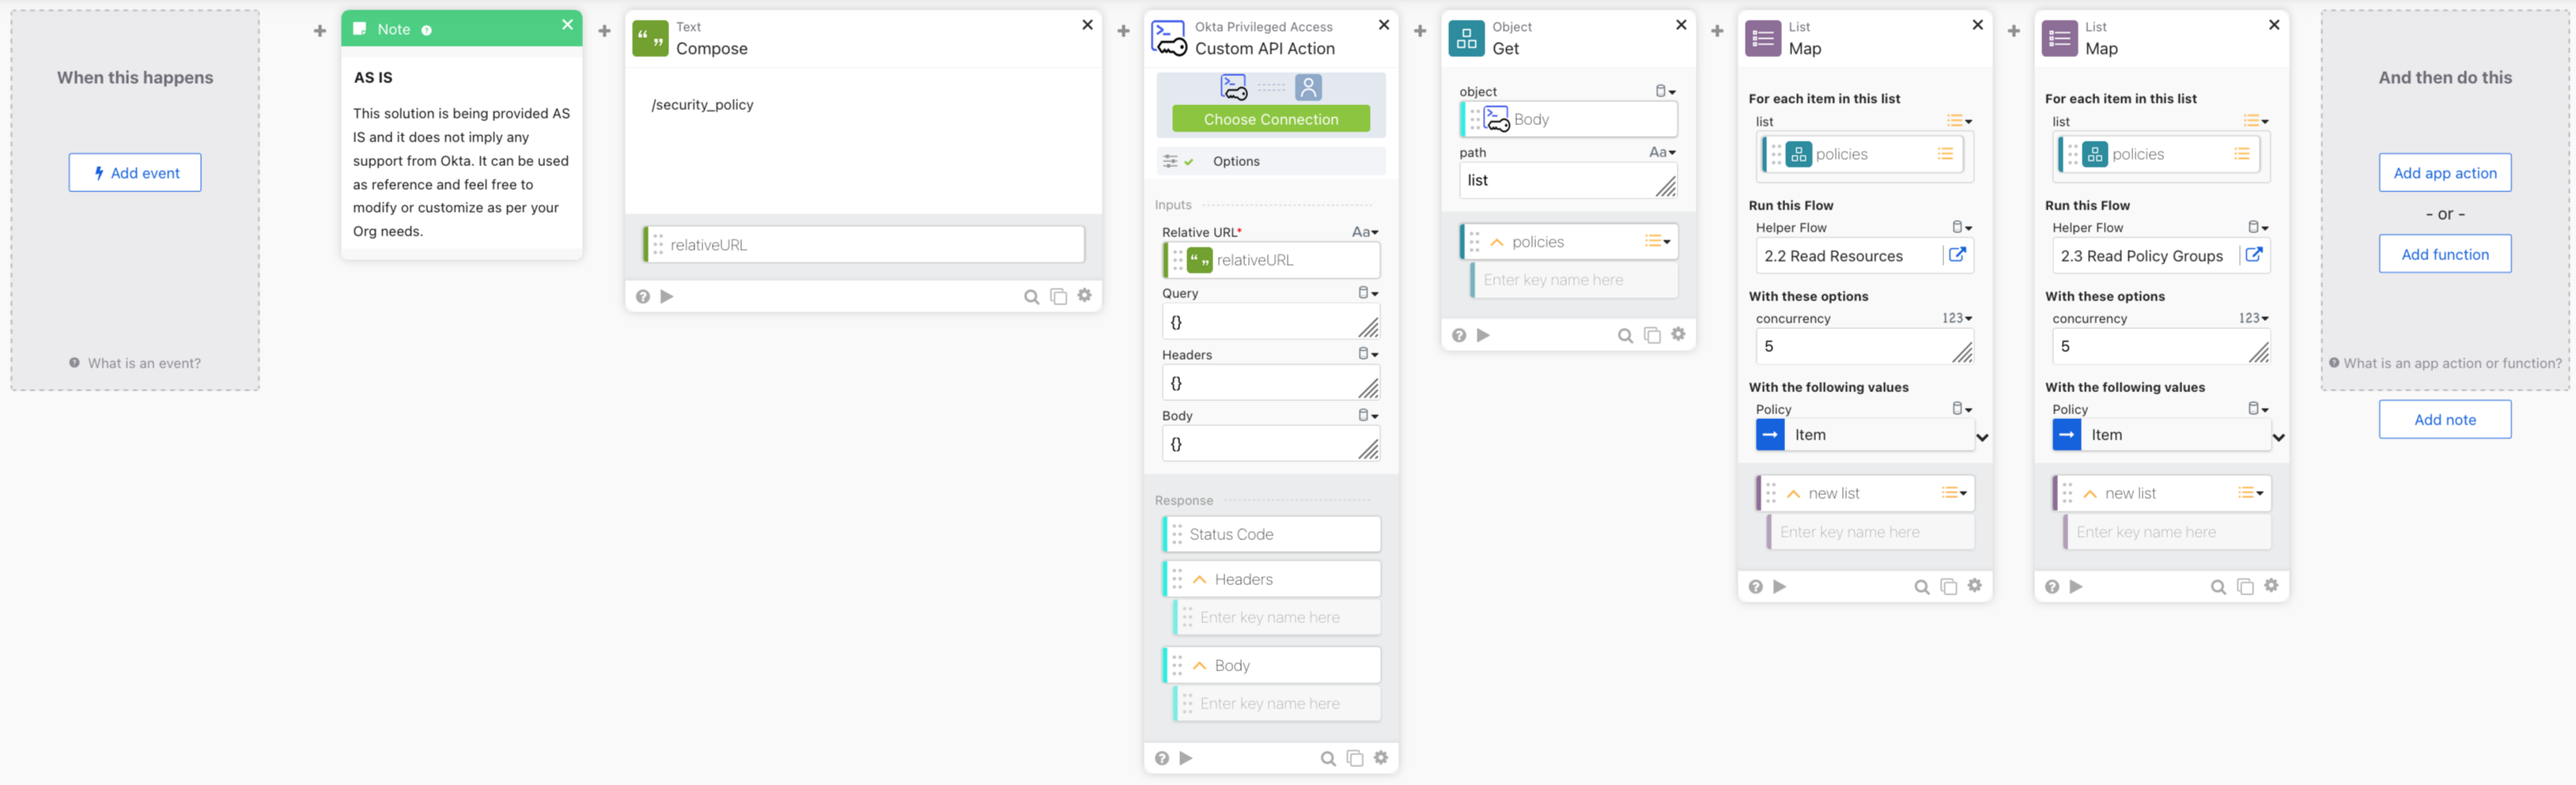 When this happens
Add event
What is an event?
Note
AS IS
This solution is being provided AS
IS and it does not imply any
support from Okta. It can be used
as reference and feel free to
modify or customize as per your
Org needs.
Text
Compose
/security_policy
relativeURL
Okta Privileged Access
Custom API Action
Choose Connection
Options
Inputs
Relative URL*
Aa
relativeURL
Query
{}
Headers
{}
Body
{}
Response
Status Code
Headers
Enter key name here
Body
Enter key name here
Object
Get
object
Body
path
Aa
list
policies
Enter key name here
List
Map
For each item in this list
list
policies
Run this Flow
Helper Flow
2.2 Read Resources
With these options
concurrency
123
5
With the following values
Policy
Item
new list
Enter key name here
List
Map
For each item in this list
list
policies
Run this Flow
Helper Flow
2.3 Read Policy Groups
With these options
concurrency
123
5
With the following values
Policy
Item
new list
Enter key name here
And then do this
Add app action
- or -
Add function
What is an app action or function?
Add note